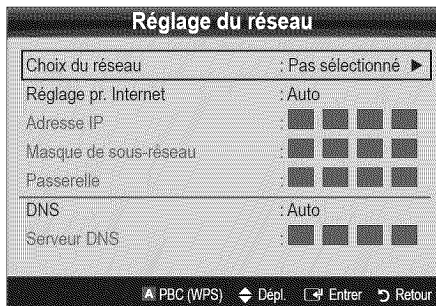 Réglage du réseau
Choix du réseau : Pas sélectionné ►
Réglage pr. Internet : Auto
Adresse IP :
Masque de sous-réseau :
Passerelle :
DNS : Auto
Serveur DNS :
A PBC (WPS) Dépl. Entrer Retour